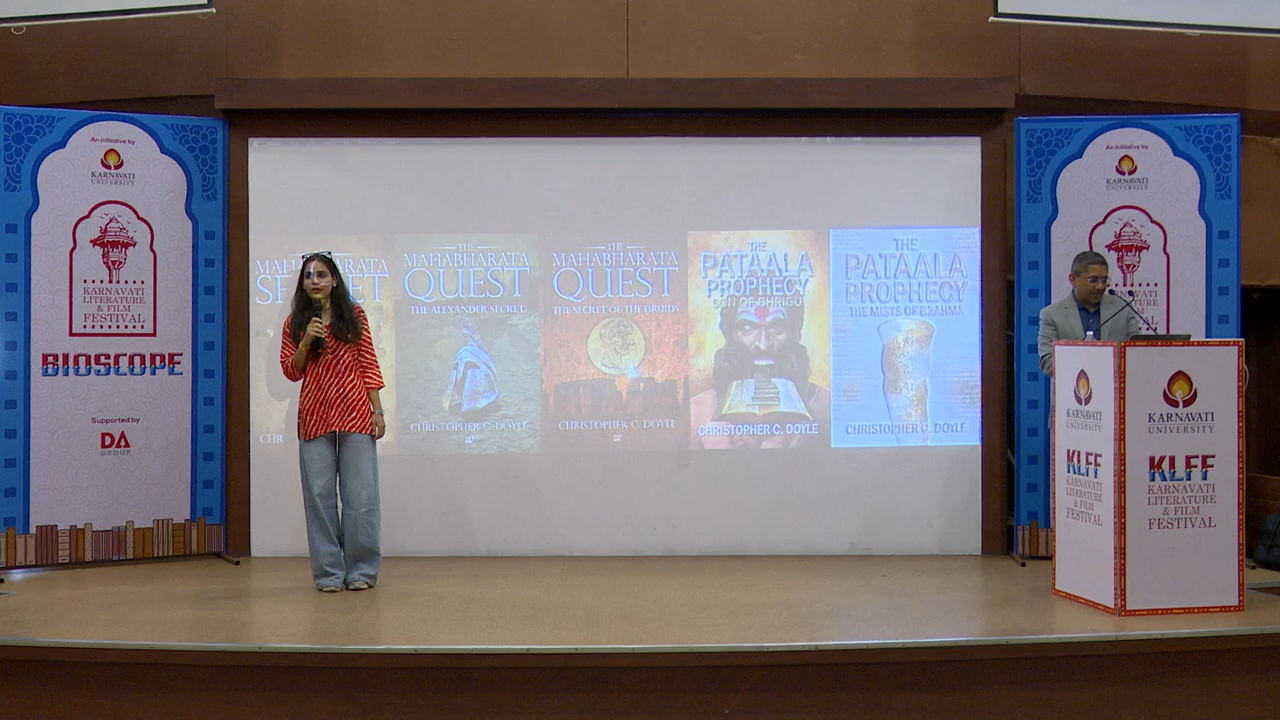 An initiative by
KARNAVATI
UNIVERSITY
KARNAVATI
LITERATURE
& FILM
FESTIVAL
BIOSCOPE
Supported by
DA
GROUP
THE
MAHABHARATA
QUEST
THE ALEXANDER SECRET
CHRISTOPHER C. DOYLE
THE
MAHABHARATA
QUEST
THE SECRET OF THE DRUIDS
CHRISTOPHER C. DOYLE
THE
PATAALA
PROPHECY
SON OF BHRIGU
CHRISTOPHER C. DOYLE
THE
PATAALA
PROPHECY
THE MISTS OF BRAHMA
CHRISTOPHER C. DOYLE
An initiative by
KARNAVATI
UNIVERSITY
KARNAVATI
UNIVERSITY
KLFF
KARNAVATI
LITERATURE
& FILM
FESTIVAL
KARNAVATI
UNIVERSITY
KLFF
KARNAVATI
LITERATURE
& FILM
FESTIVAL